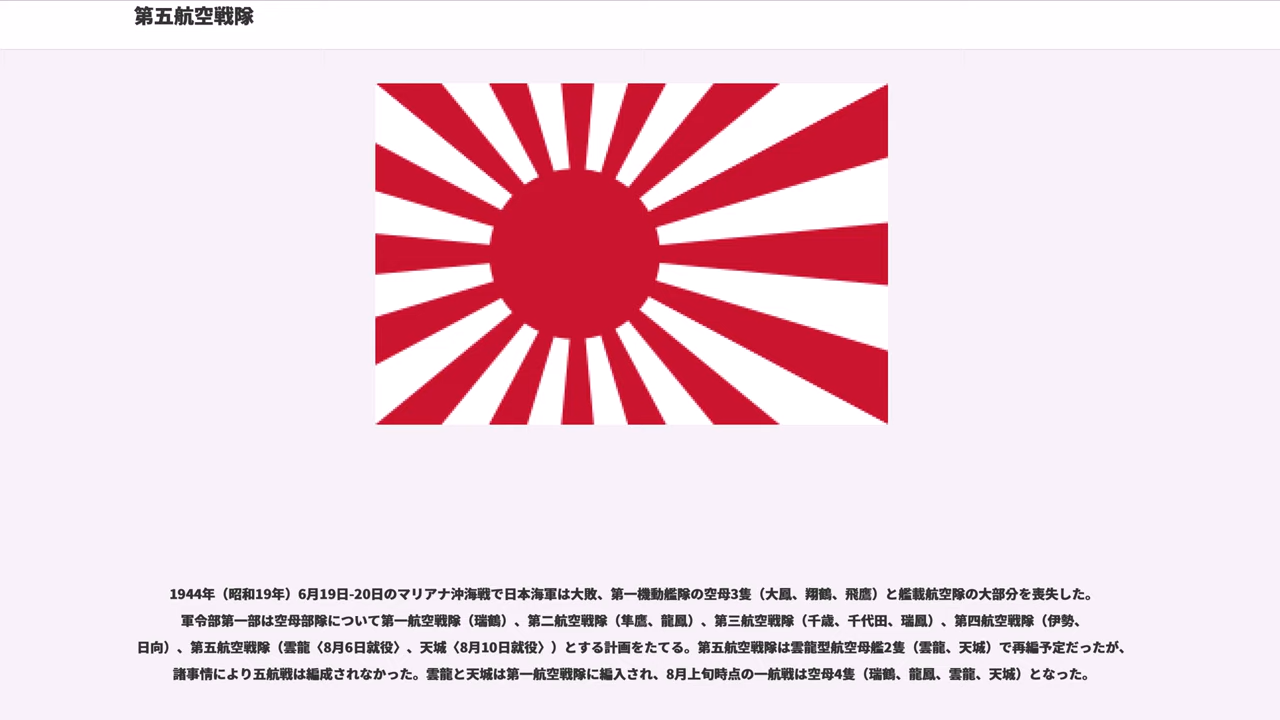 第五航空戦隊
1944年（昭和19年）6月19日-20日のマリアナ沖海戦で日本海軍は大敗、第一機動艦隊の空母3隻（大鳳、翔鶴、飛鷹）と艦載航空隊の大部分を喪失した。
軍令部第一部は空母部隊について第一航空戦隊（瑞鶴）、第二航空戦隊（隼鷹、龍鳳）、第三航空戦隊（千歳、千代田、瑞鳳）、第四航空戦隊（伊勢、
日向）、第五航空戦隊（雲龍〈8月6日就役〉、天城〈8月10日就役〉）とする計画をたてる。第五航空戦隊は雲龍型航空母艦2隻（雲龍、天城）で再編予定だったが、
諸事情により五航戦は編成されなかった。雲龍と天城は第一航空戦隊に編入され、8月上旬時点の一航戦は空母4隻（瑞鶴、龍鳳、雲龍、天城）となった。